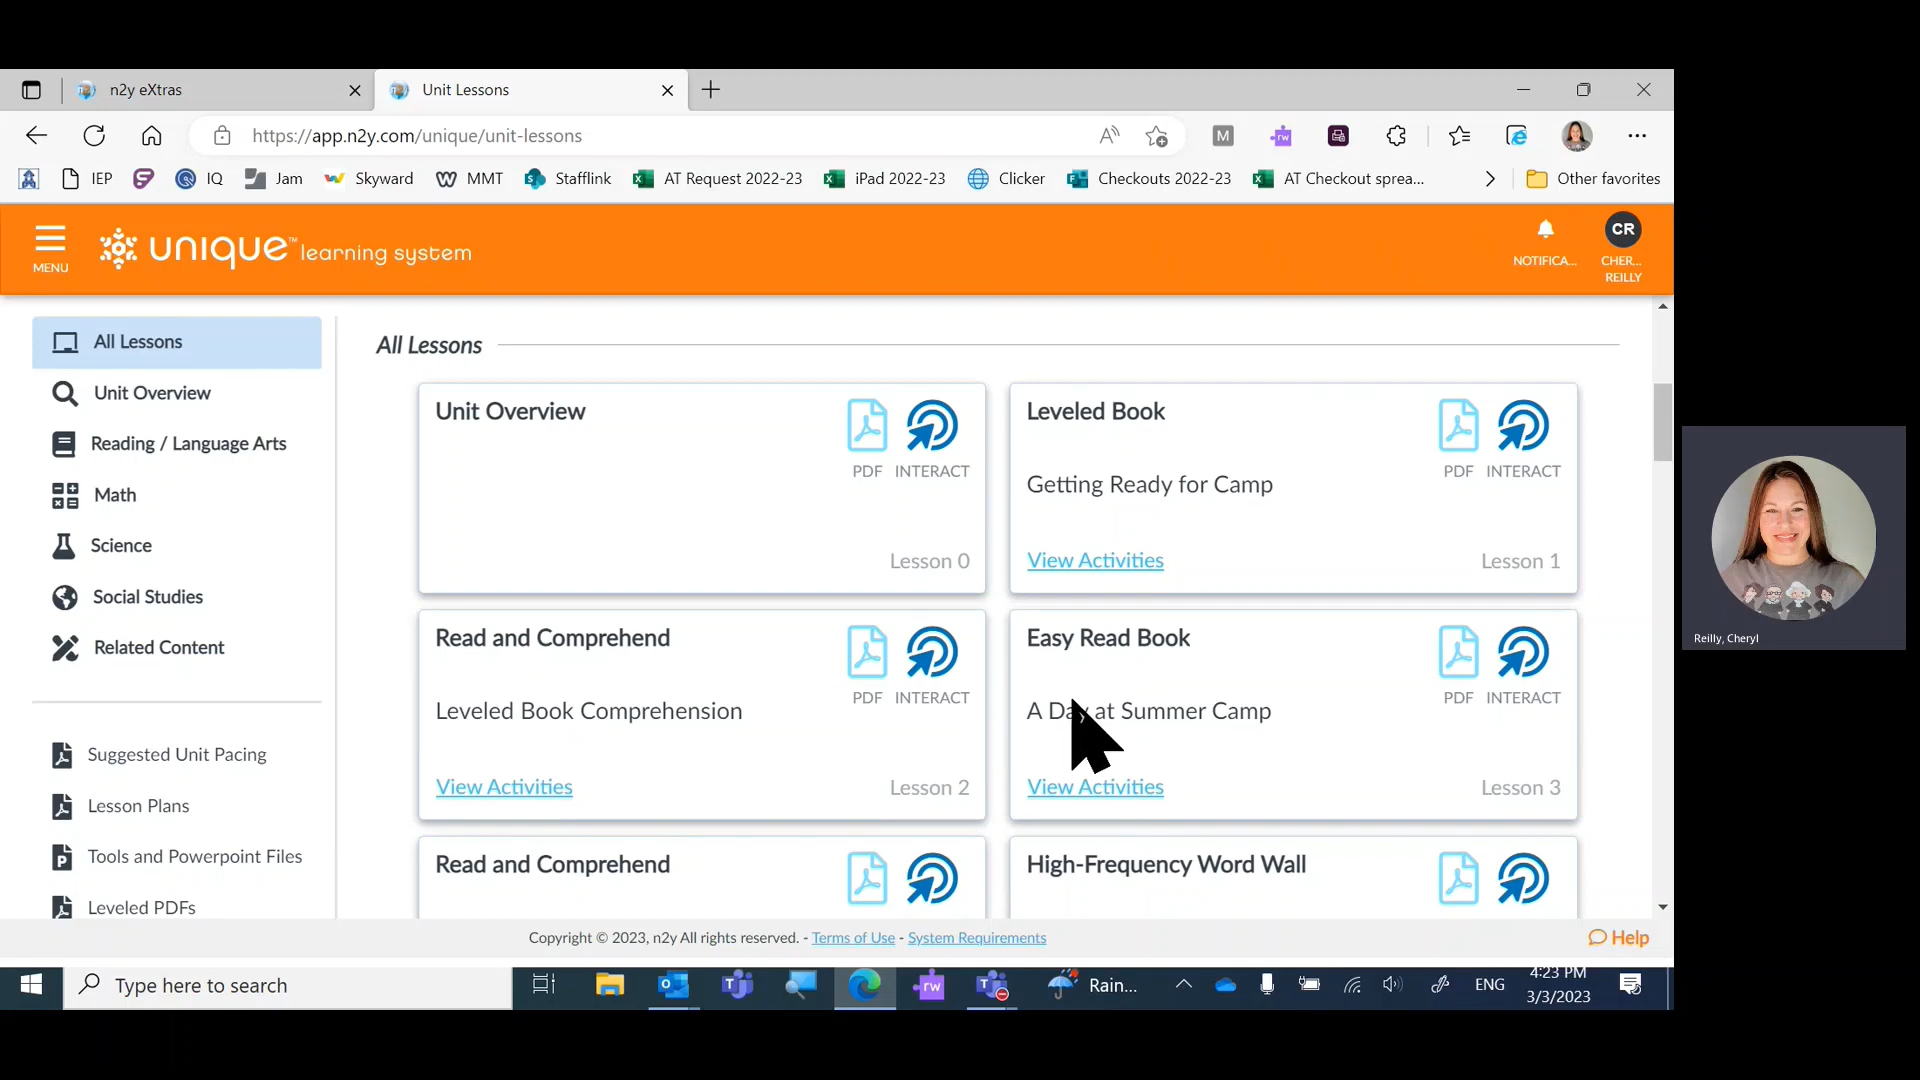 n2y eXtras
Unit Lessons
https://app.n2y.com/unique/unit-lessons
IEP
IQ
Jam
Skyward
MMT
Stafflink
AT Request 2022-23
iPad 2022-23
Clicker
Checkouts 2022-23
AT Checkout sprea...
Other favorites
MENU
unique™ learning system
NOTIFICA...
CR
CHER...
REILLY
All Lessons
Unit Overview
Reading / Language Arts
Math
Science
Social Studies
Related Content
Suggested Unit Pacing
Lesson Plans
Tools and Powerpoint Files
Leveled PDFs
All Lessons
Unit Overview
PDF INTERACT
Lesson 0
Leveled Book
PDF INTERACT
Getting Ready for Camp
View Activities
Lesson 1
Read and Comprehend
PDF INTERACT
Leveled Book Comprehension
View Activities
Lesson 2
Easy Read Book
PDF INTERACT
A Day at Summer Camp
View Activities
Lesson 3
Read and Comprehend
High-Frequency Word Wall
Copyright © 2023, n2y All rights reserved. - Terms of Use - System Requirements
Help
Type here to search
rw
Rain...
ENG
4:23 PM
3/3/2023
Reilly, Cheryl